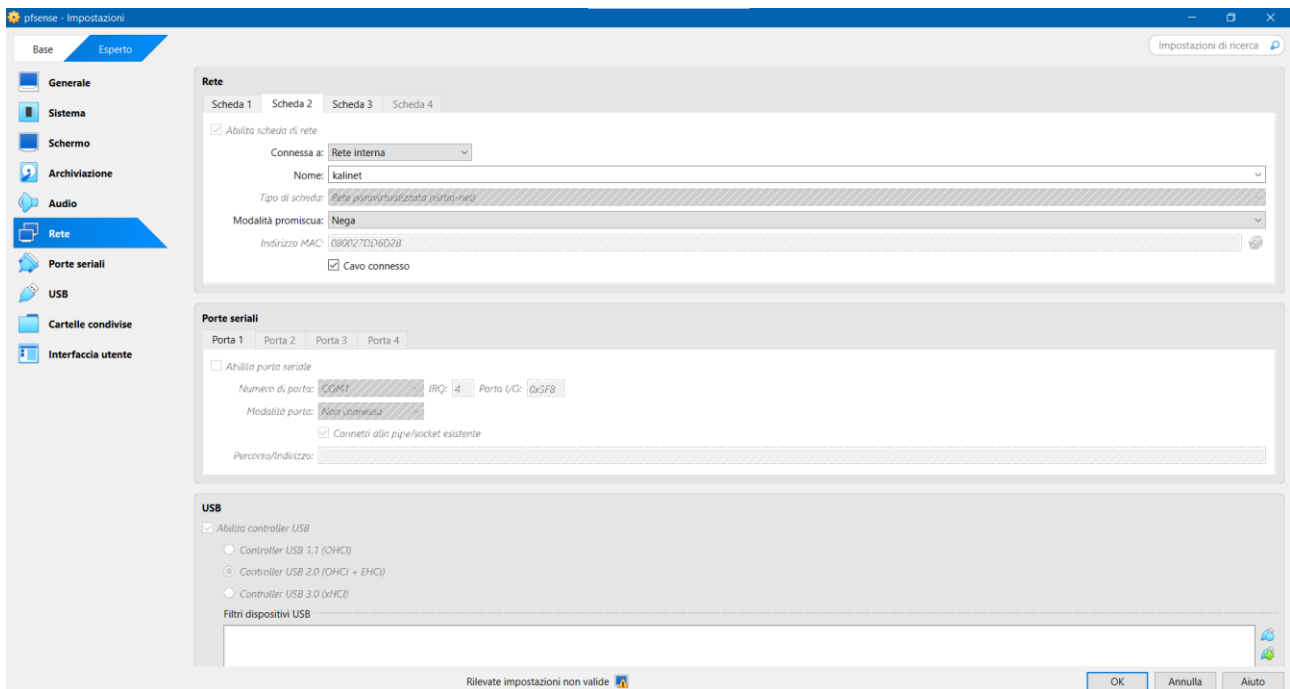 pfsense - Impostazioni
Base Esperto Impostazioni di ricerca
Generale
Sistema
Schermo
Archiviazione
Audio
Rete
Porte seriali
USB
Cartelle condivise
Interfaccia utente
Rete
Scheda 1 Scheda 2 Scheda 3 Scheda 4
Abilita scheda di rete
Connessa a: Rete interna
Nome: kalinet
Tipo di scheda: Rete paravirtualizzata (virtio-net)
Modalità promiscua: Nega
Indirizzo MAC: 080027DD6D28
Cavo connesso
Porte seriali
Porta 1 Porta 2 Porta 3 Porta 4
Abilita porta seriale
Numero di porta: COM1 IRQ: 4 Porta I/O: 0x3F8
Modalità porta: Non connessa
Connetti alla pipe/socket esistente
Percorso/Indirizzo:
USB
Abilita controller USB
Controller USB 1.1 (OHCI)
Controller USB 2.0 (OHCI + EHCI)
Controller USB 3.0 (xHCI)
Filtri dispositivi USB
Rilevate impostazioni non valide OK Annulla Aiuto